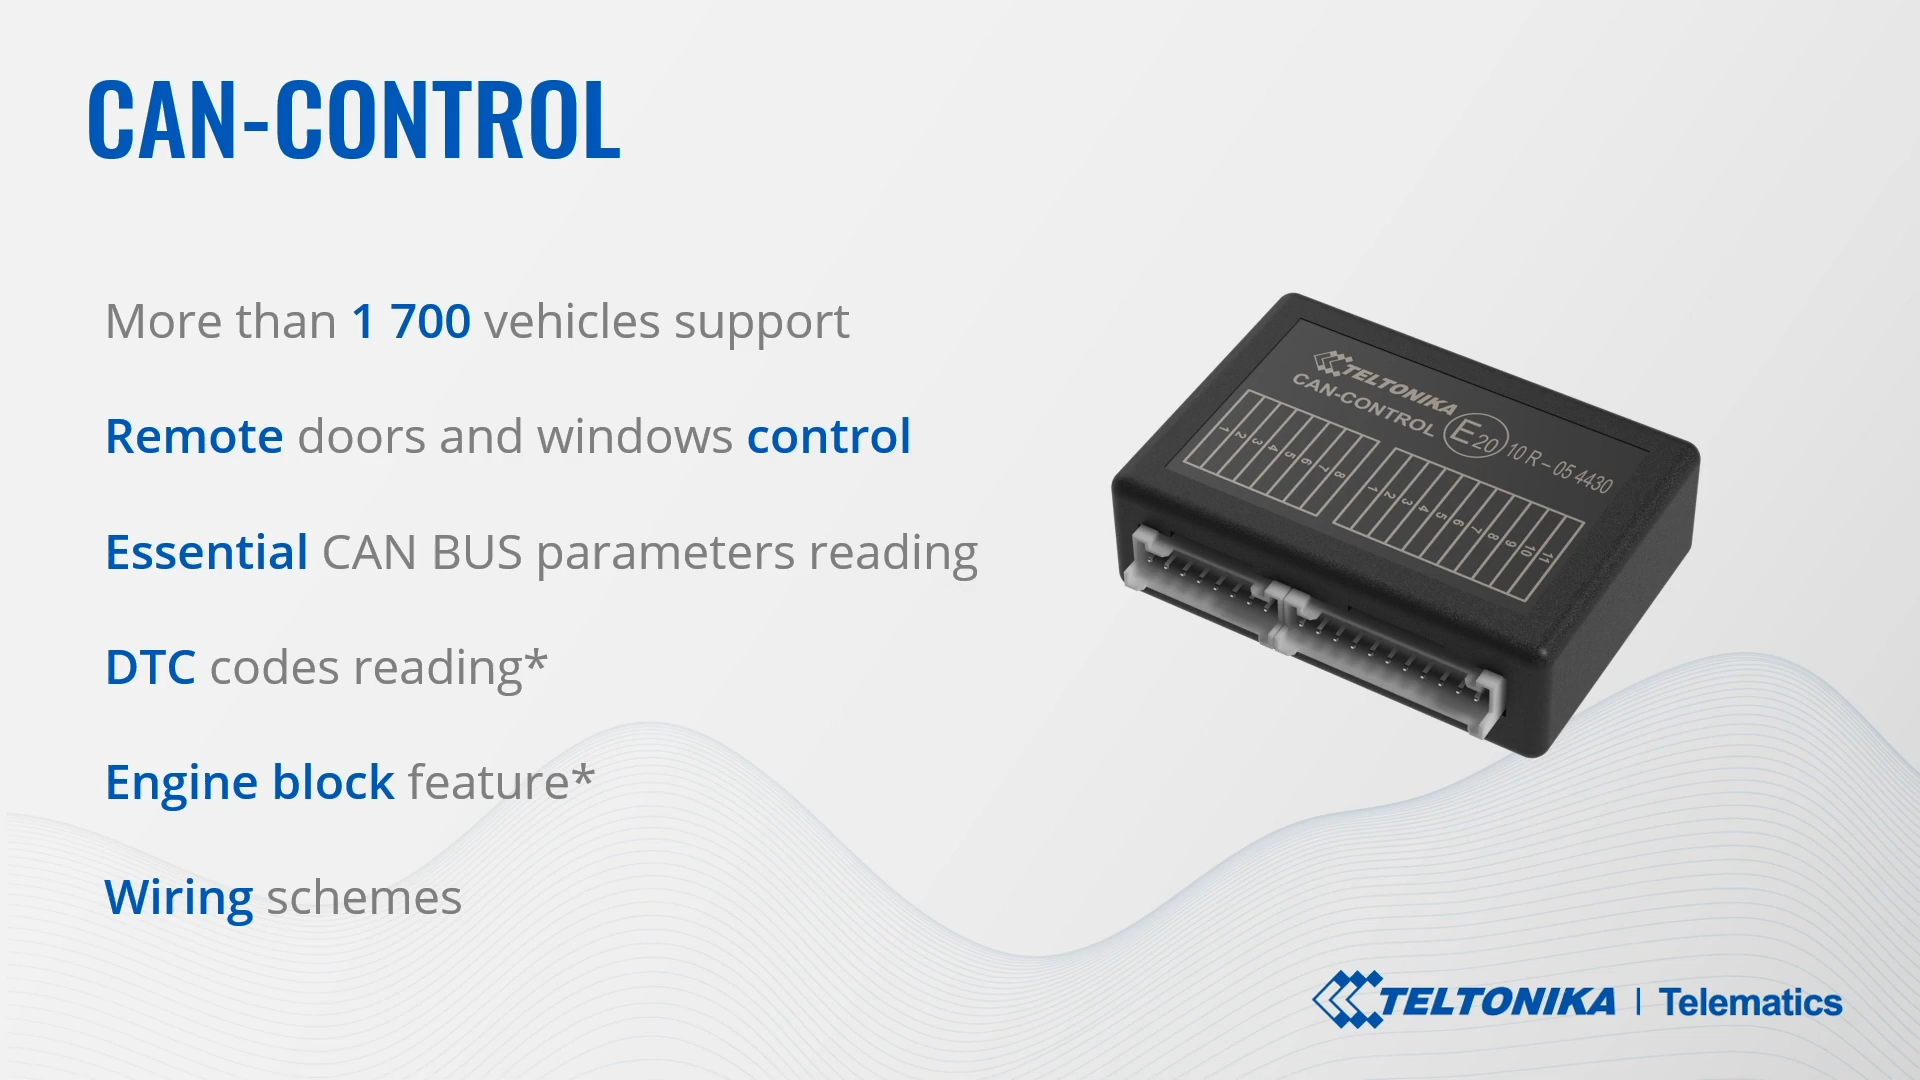 CAN-CONTROL
More than 1 700 vehicles support
Remote doors and windows control
Essential CAN BUS parameters reading
DTC codes reading*
Engine block feature*
Wiring schemes
TELTONIKA
CAN-CONTROL
E20 10 R – 05 4430
1 2 3 4 5 6 7 8
1 2 3 4 5 6 7 8 9 10 11
TELTONIKA | Telematics